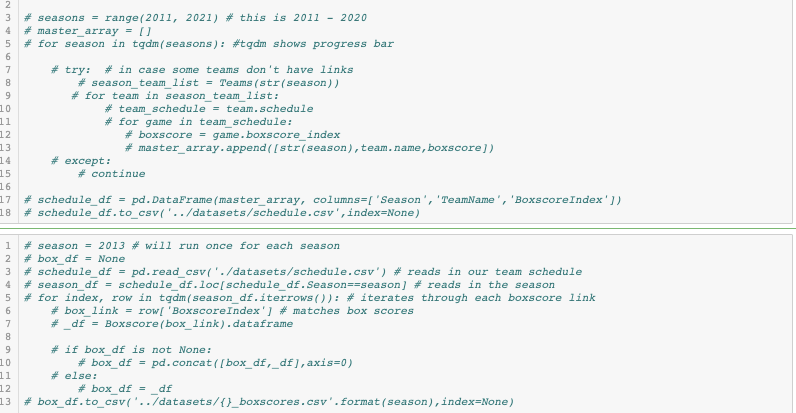 2
3 # seasons = range(2011, 2021) # this is 2011 - 2020
4 # master_array = []
5 # for season in tqdm(seasons): #tqdm shows progress bar
6
7     # try:  # in case some teams don't have links
8         # season_team_list = Teams(str(season))
9        # for team in season_team_list:
10             # team_schedule = team.schedule
11             # for game in team_schedule:
12                # boxscore = game.boxscore_index
13                # master_array.append([str(season),team.name,boxscore])
14     # except:
15         # continue
16
17 # schedule_df = pd.DataFrame(master_array, columns=['Season','TeamName','BoxscoreIndex'])
18 # schedule_df.to_csv('../datasets/schedule.csv',index=None)
1 # season = 2013 # will run once for each season
2 # box_df = None
3 # schedule_df = pd.read_csv('./datasets/schedule.csv') # reads in our team schedule
4 # season_df = schedule_df.loc[schedule_df.Season==season] # reads in the season
5 # for index, row in tqdm(season_df.iterrows()): # iterates through each boxscore link
6     # box_link = row['BoxscoreIndex'] # matches box scores
7     # _df = Boxscore(box_link).dataframe
8
9     # if box_df is not None:
10         # box_df = pd.concat([box_df,_df],axis=0)
11     # else:
12         # box_df = _df
13 # box_df.to_csv('../datasets/{}_boxscores.csv'.format(season),index=None)